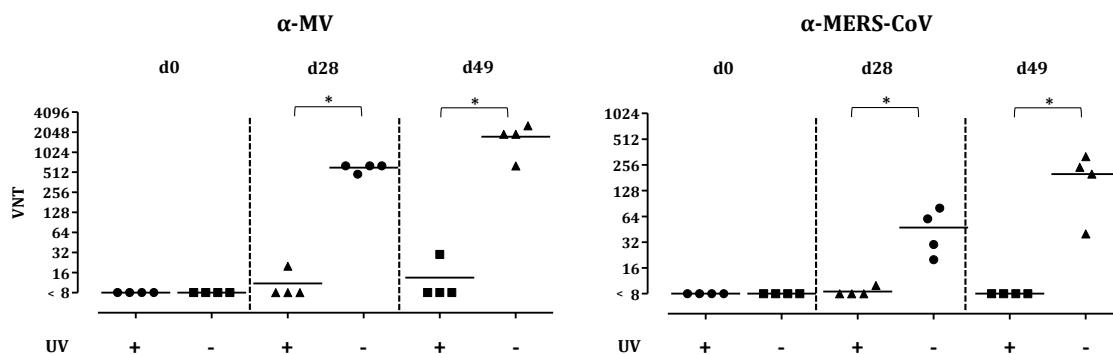 α-MV
d0 d28 d49
* *
VNT
4096
2048
1024
512
256
128
64
32
16
< 8
UV + - + - + -
α-MERS-CoV
d0 d28 d49
* *
1024
512
256
128
64
32
16
< 8
UV + - + - + -